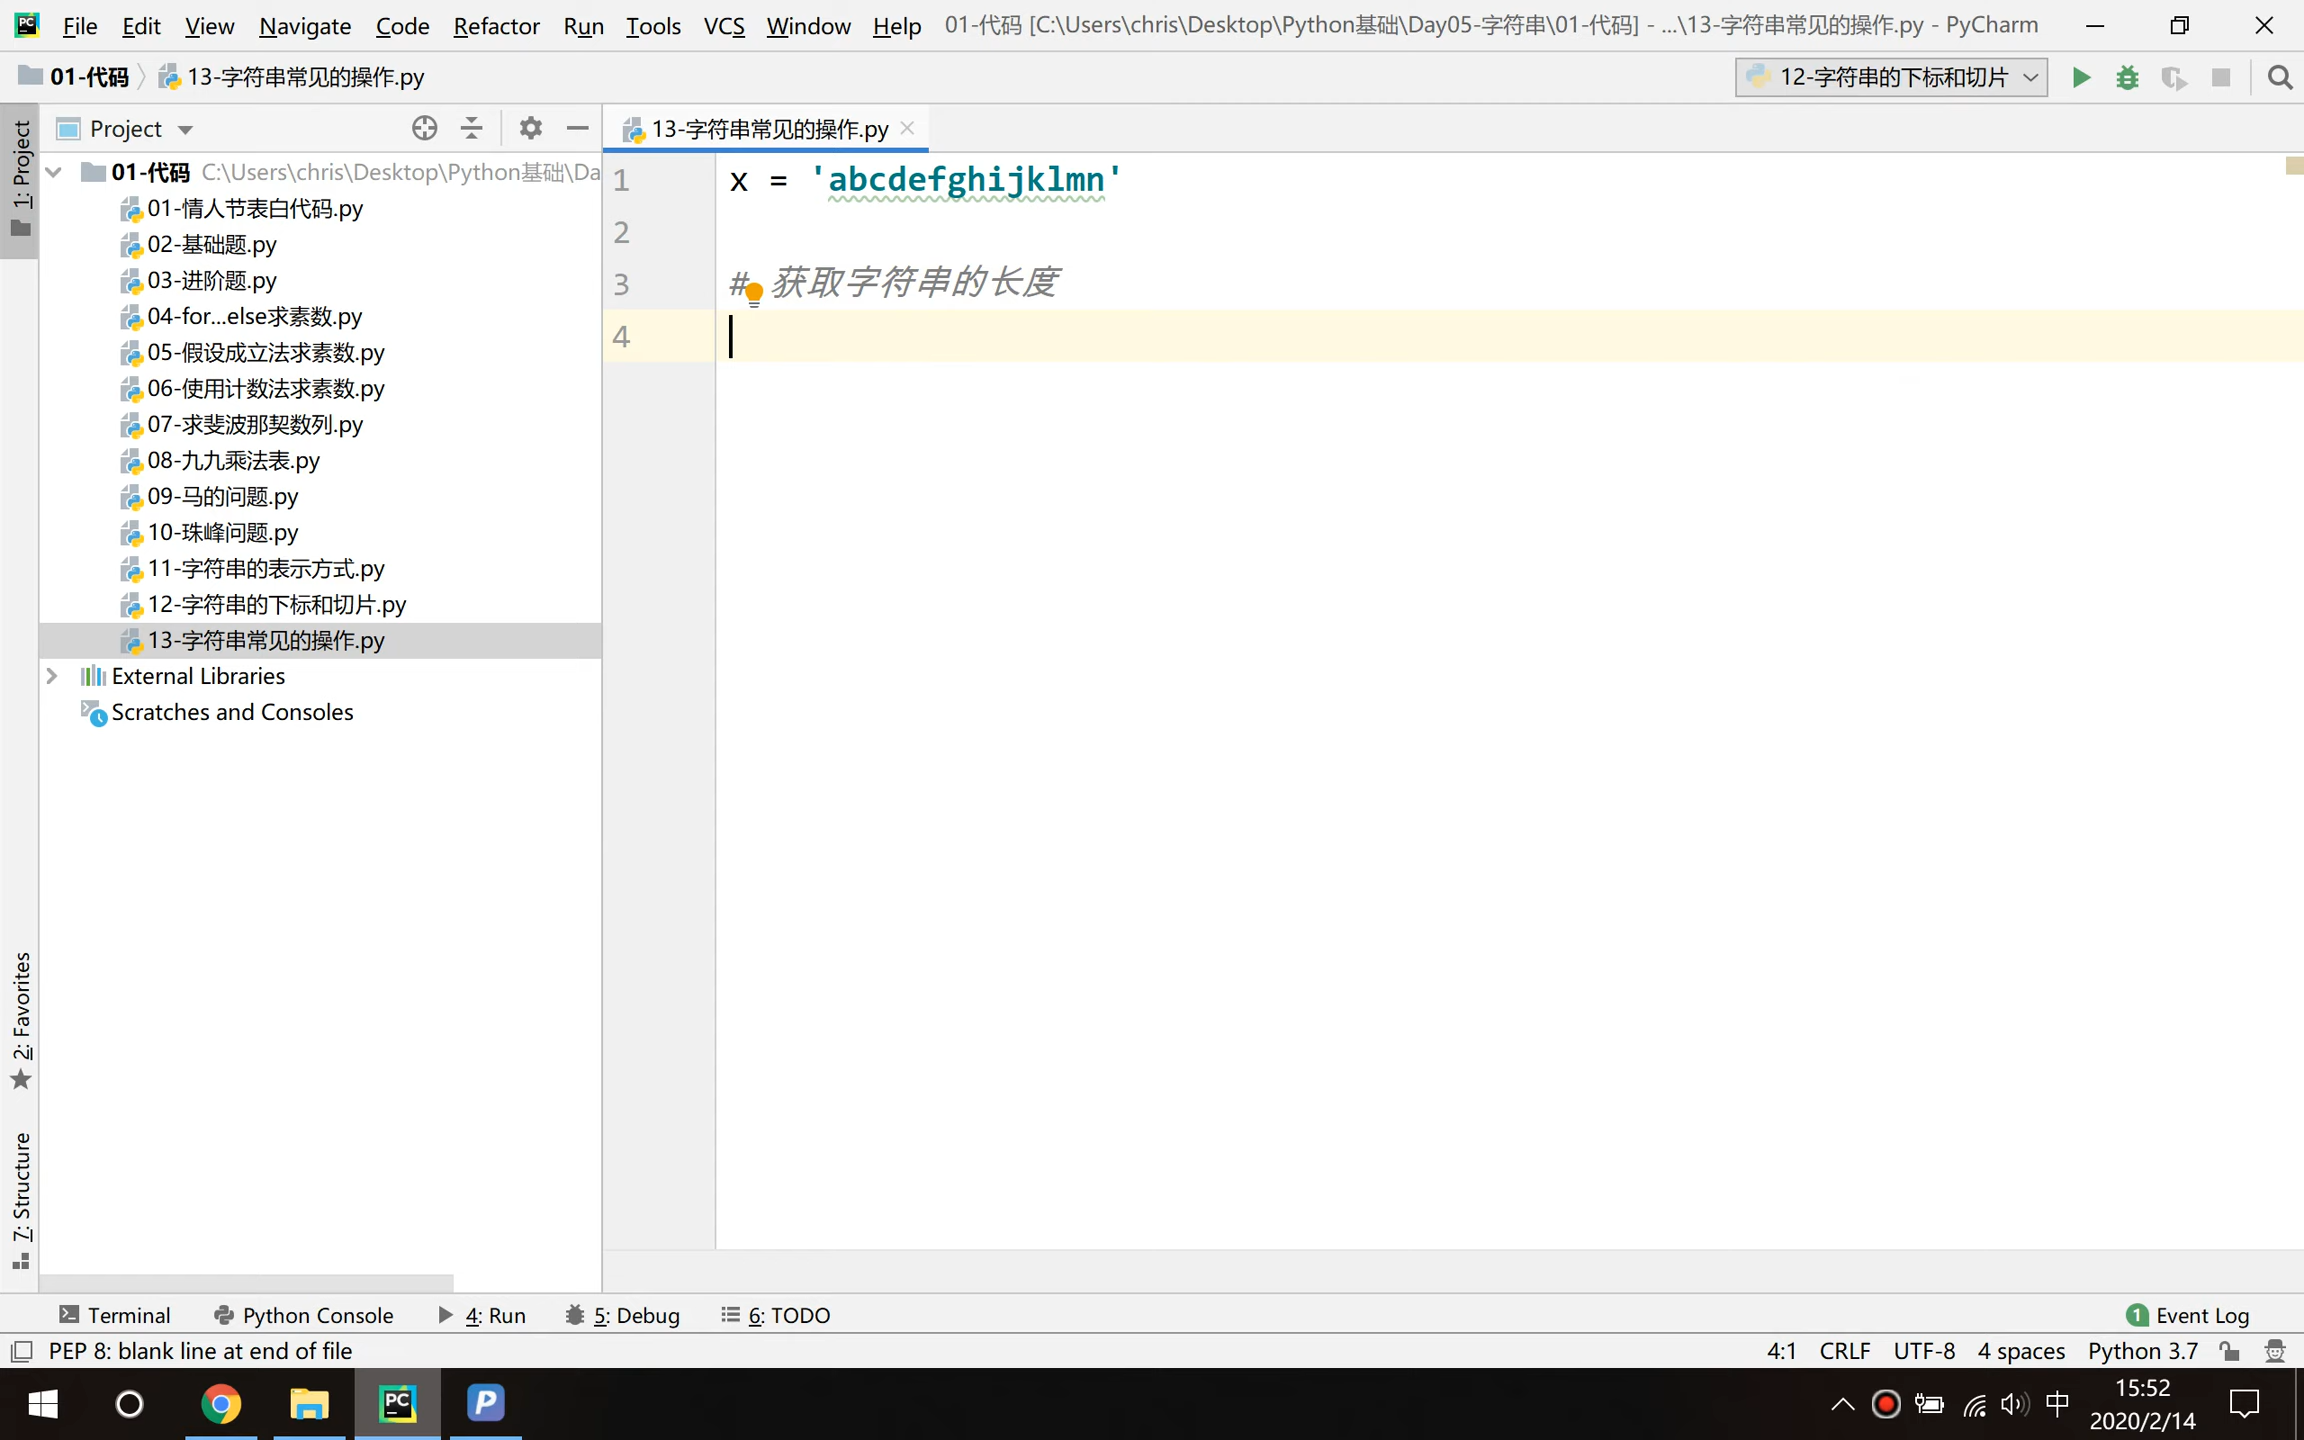 File Edit View Navigate Code Refactor Run Tools VCS Window Help 01-代码 [C:\Users\chris\Desktop\Python基础\Day05-字符串\01-代码] - ...\13-字符串常见的操作.py - PyCharm
01-代码 13-字符串常见的操作.py 12-字符串的下标和切片
1: Project
Project
13-字符串常见的操作.py
01-代码 C:\Users\chris\Desktop\Python基础\Da
01-情人节表白代码.py
02-基础题.py
03-进阶题.py
04-for...else求素数.py
05-假设成立法求素数.py
06-使用计数法求素数.py
07-求斐波那契数列.py
08-九九乘法表.py
09-马的问题.py
10-珠峰问题.py
11-字符串的表示方式.py
12-字符串的下标和切片.py
13-字符串常见的操作.py
External Libraries
Scratches and Consoles
1 x = 'abcdefghijklmn'
2
3 # 获取字符串的长度
4
2: Favorites
7: Structure
Terminal Python Console 4: Run 5: Debug 6: TODO 1 Event Log
PEP 8: blank line at end of file 4:1 CRLF UTF-8 4 spaces Python 3.7
PC P 中 15:52
2020/2/14